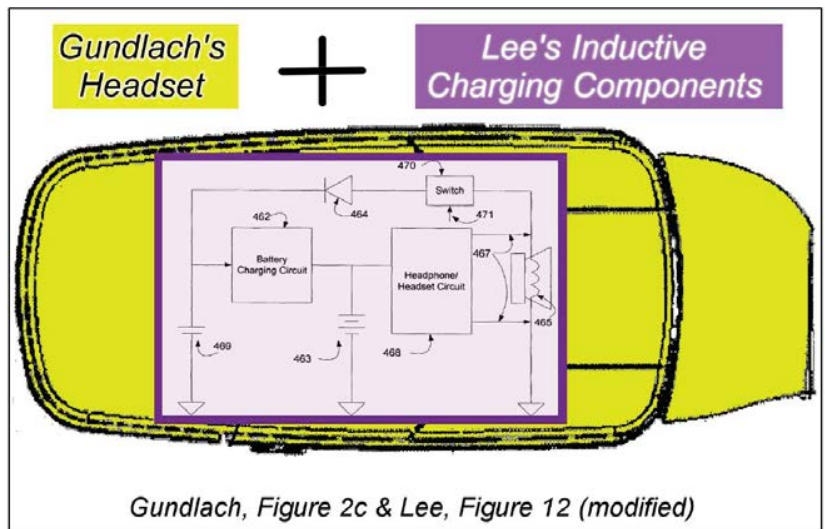 Gundlach's
Headset
+
Lee's Inductive
Charging Components
470
Switch
464
471
462
Battery
Charging Circuit
467
Headphone/
Headset Circuit
465
469
463
468
Gundlach, Figure 2c & Lee, Figure 12 (modified)